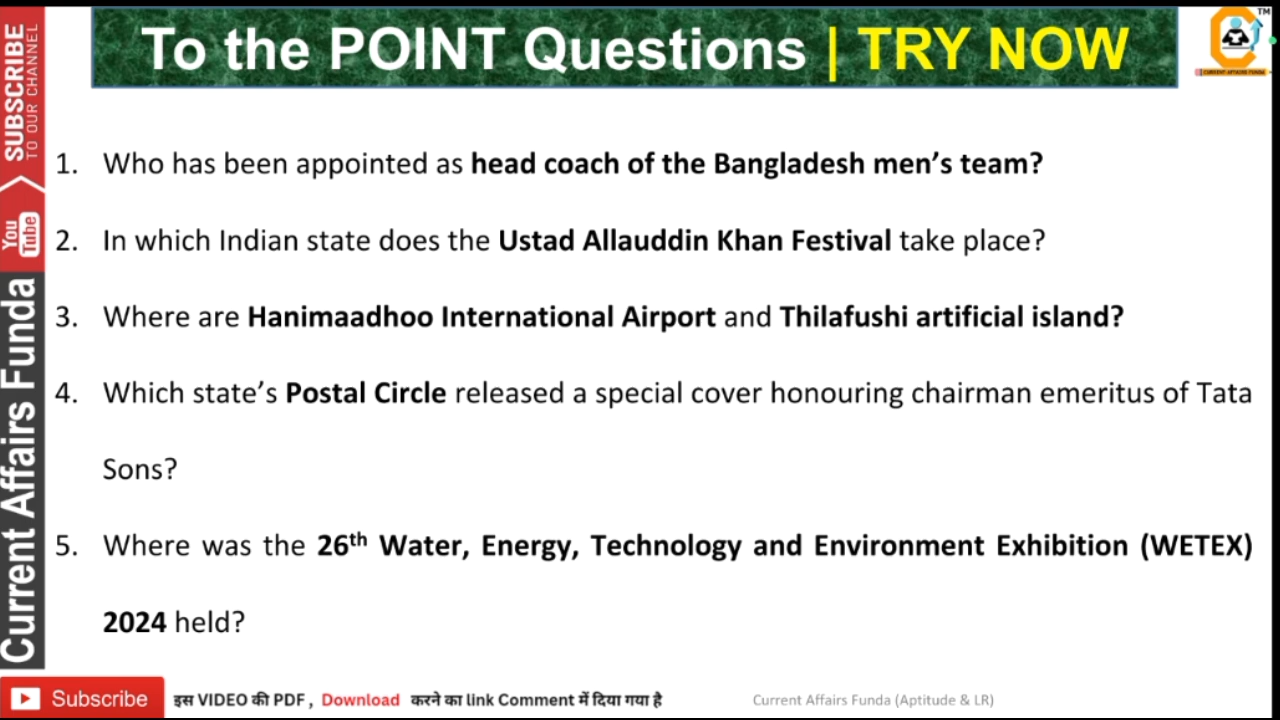 To the POINT Questions | TRY NOW
TM
CURRENT AFFAIRS FUNDA
SUBSCRIBE
TO OUR CHANNEL
You Tube
Current Affairs Funda
1. Who has been appointed as head coach of the Bangladesh men’s team?
2. In which Indian state does the Ustad Allauddin Khan Festival take place?
3. Where are Hanimaadhoo International Airport and Thilafushi artificial island?
4. Which state’s Postal Circle released a special cover honouring chairman emeritus of Tata
Sons?
5. Where was the 26th Water, Energy, Technology and Environment Exhibition (WETEX)
2024 held?
Subscribe
इस VIDEO की PDF , Download करने का link Comment में दिया गया है
Current Affairs Funda (Aptitude & LR)